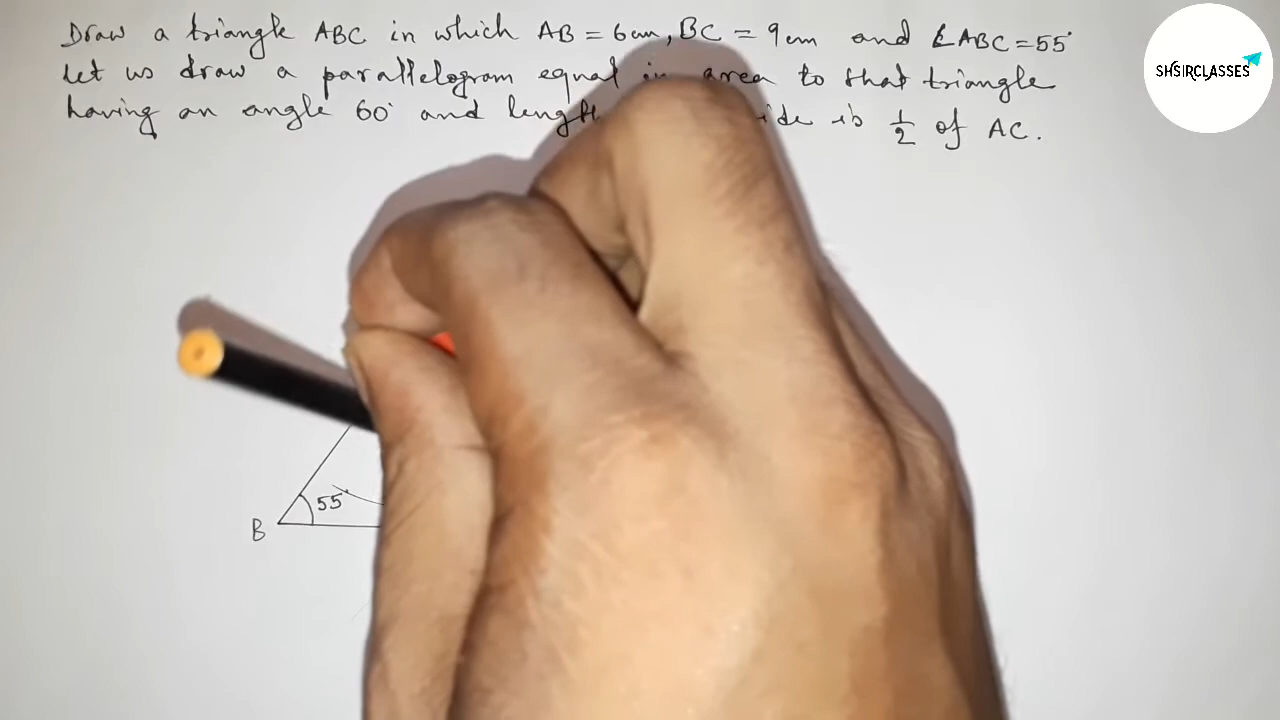 Draw a triangle ABC in which AB = 6cm, BC = 9cm and ∠ABC = 55°
Let us draw a parallelogram equal in area to that triangle
having an angle 60° and length is 1/2 of AC.
SHSIRCLASSES
55°
B